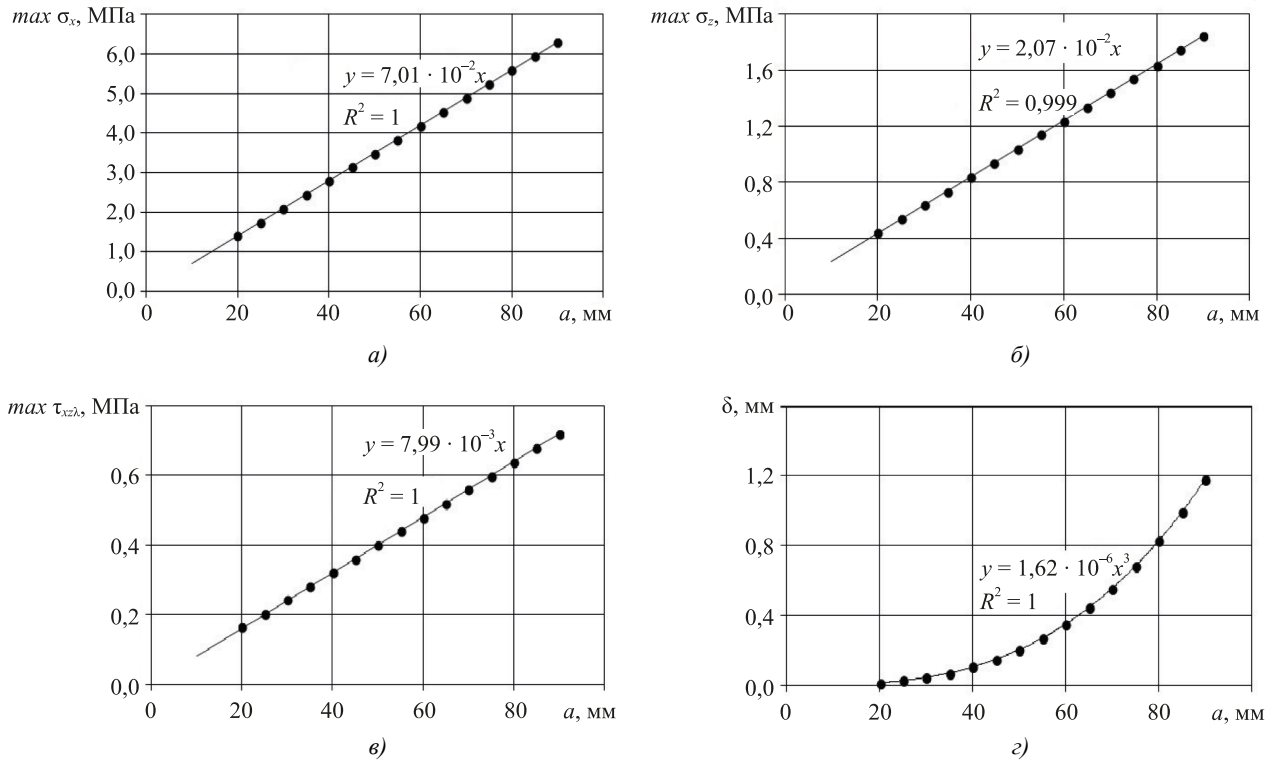 max σx, МПа
6,0
5,0
4,0
3,0
2,0
1,0
0,0
y = 7,01 · 10⁻²x
R² = 1
0 20 40 60 80 a, мм
а)
max σz, МПа
1,6
1,2
0,8
0,4
0,0
y = 2,07 · 10⁻²x
R² = 0,999
0 20 40 60 80 a, мм
б)
max τxzλ, МПа
0,6
0,4
0,2
0,0
y = 7,99 · 10⁻³x
R² = 1
0 20 40 60 80 a, мм
в)
δ, мм
1,2
0,8
0,4
0,0
y = 1,62 · 10⁻⁶x³
R² = 1
0 20 40 60 80 a, мм
г)